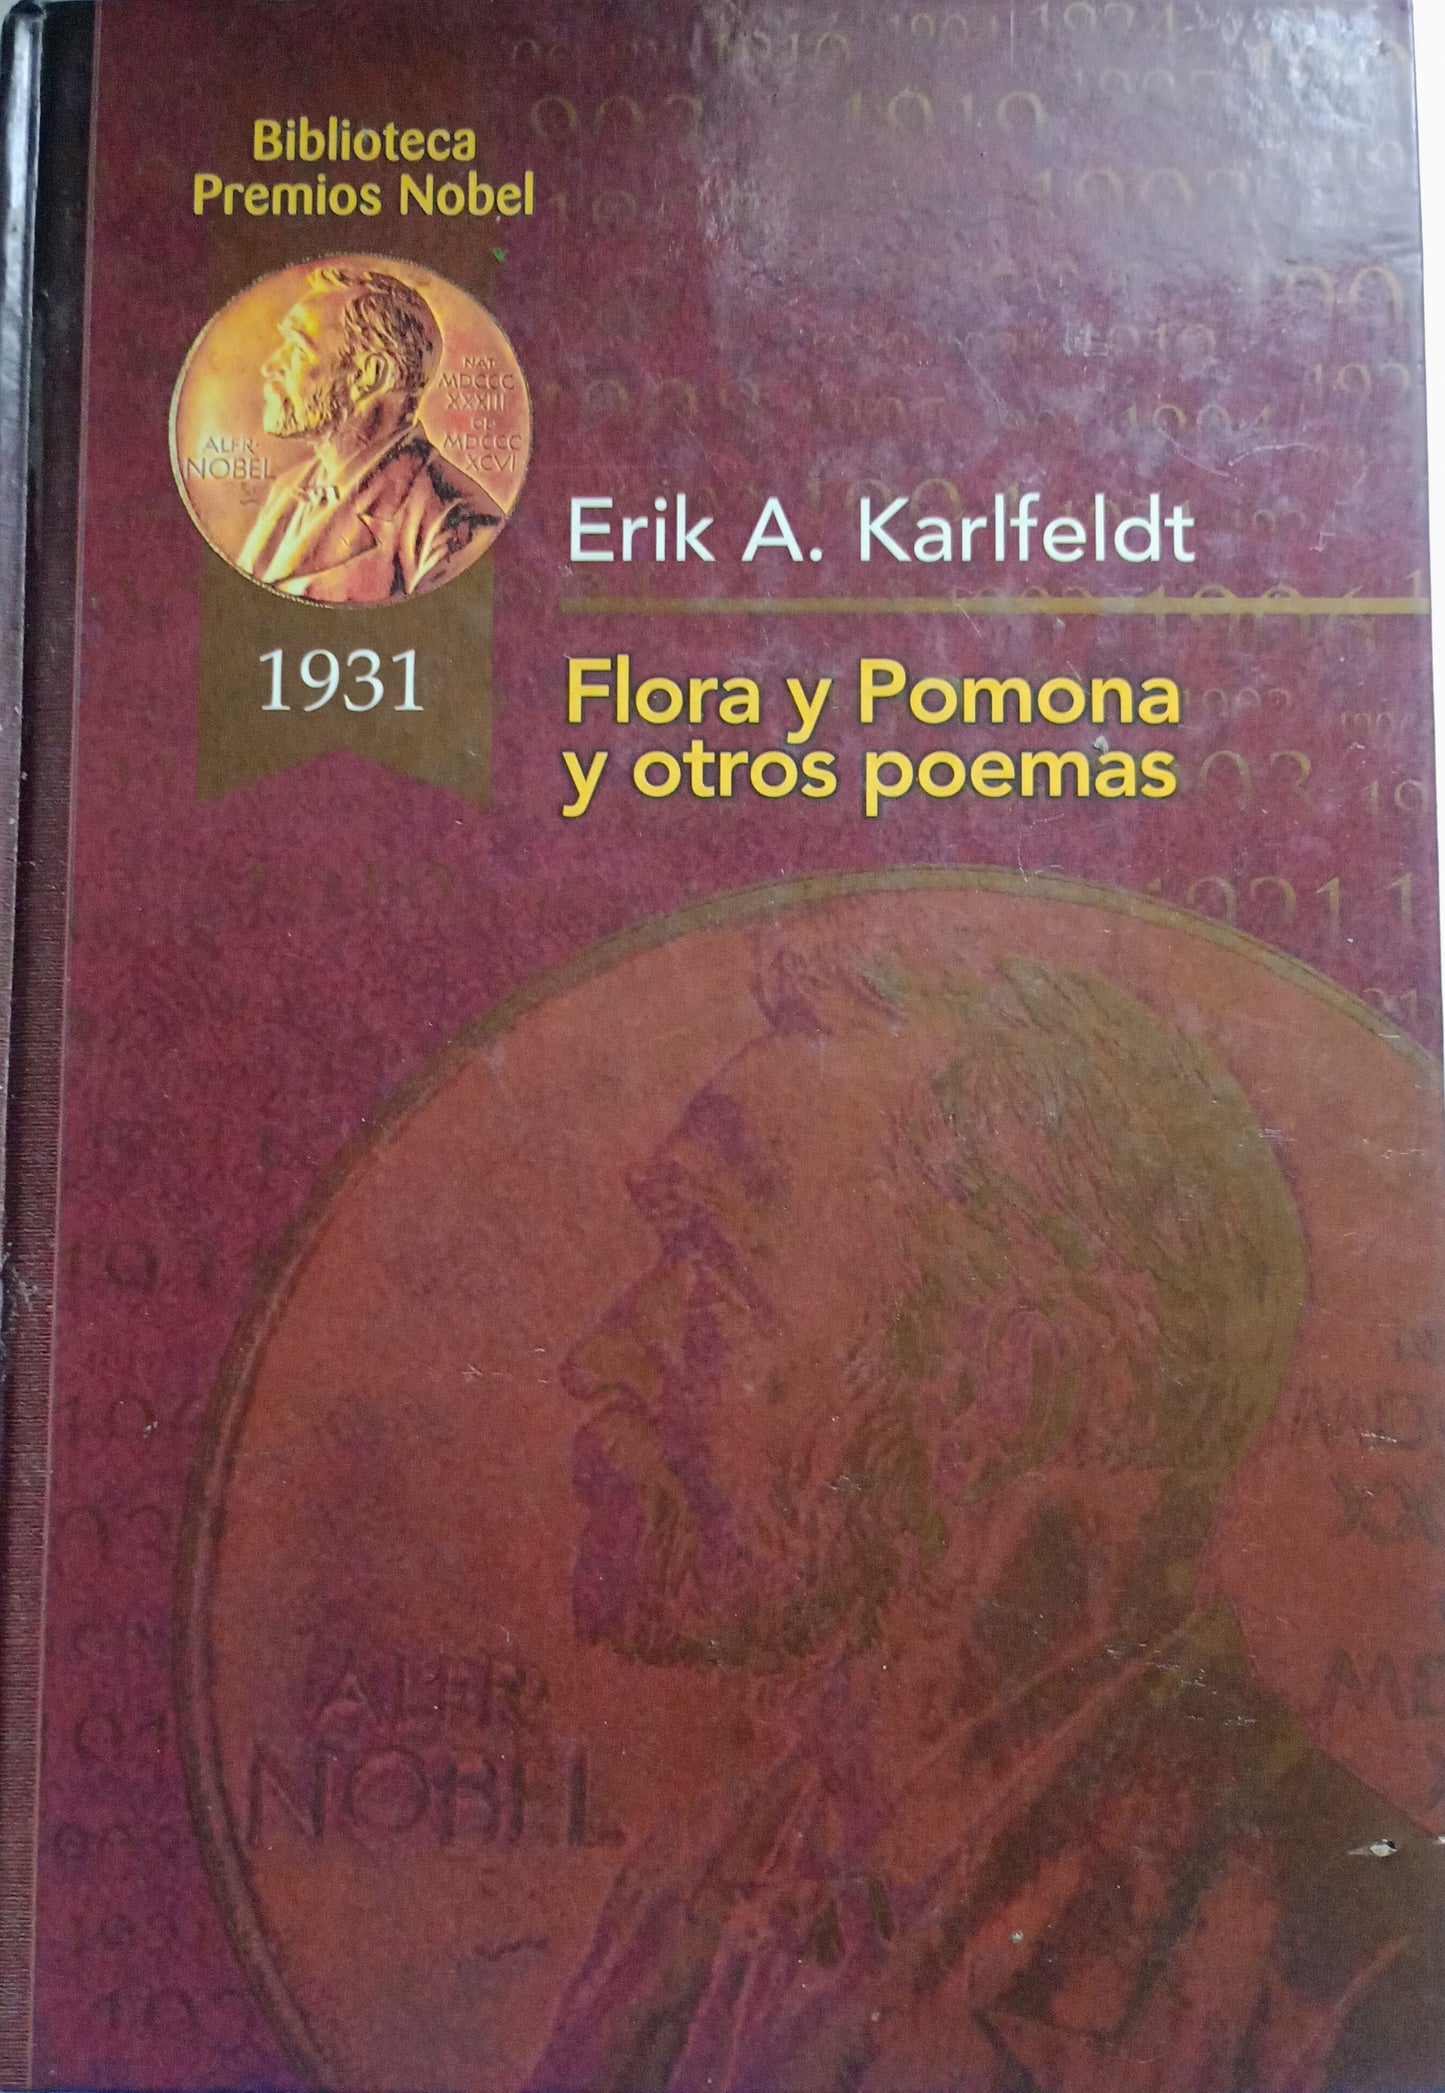 Biblioteca
Premios Nobel
NAT
MDCCC
XXXIII
OB
MDCCC
XCVI
ALFR·
NOBEL
1931
Erik A. Karlfeldt
Flora y Pomona
y otros poemas
1921
ALFR·
NOBEL